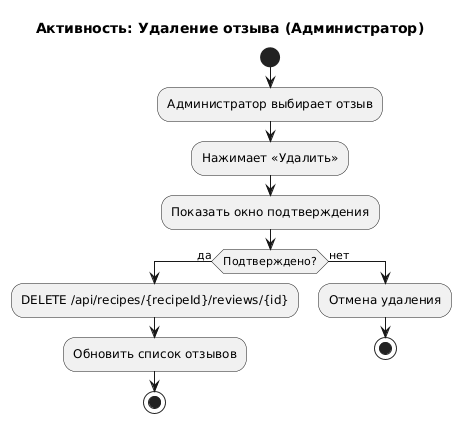 Активность: Удаление отзыва (Администратор)
Администратор выбирает отзыв
Нажимает «Удалить»
Показать окно подтверждения
Подтверждено?
да
нет
DELETE /api/recipes/{recipeId}/reviews/{id}
Отмена удаления
Обновить список отзывов